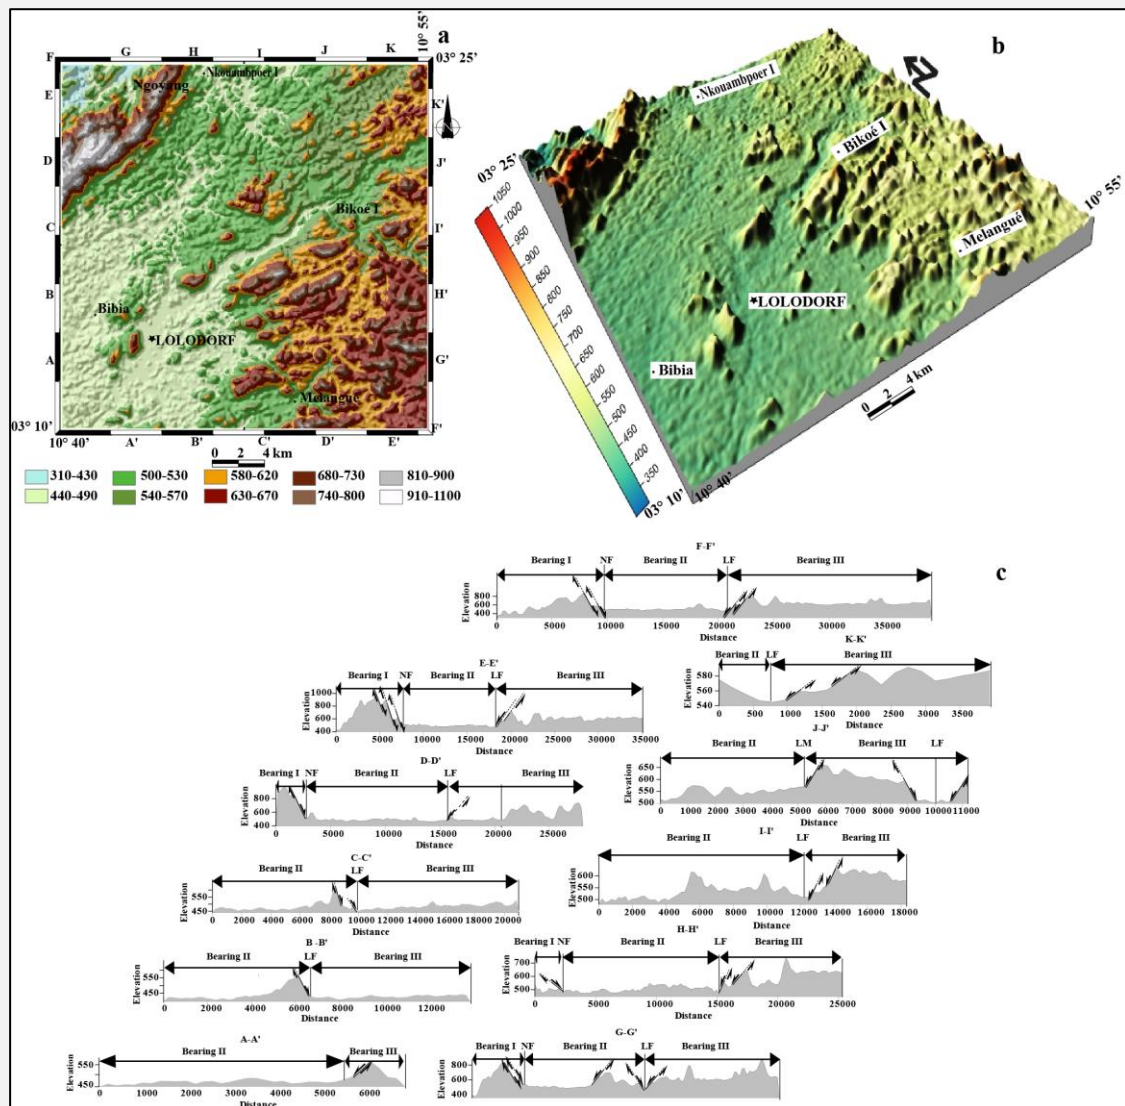 a
b
c
G H I J K
10° 55'
F 03° 25'
Nkouambpoer I
Ngoyang
E K'
D J'
Bikoé I
C I'
B H'
Bibia
*LOLODORF
A G'
Melangué
03° 10' F'
10° 40' A' B' C' D' E'
0 2 4 km
310-430 500-530 580-620 680-730 810-900
440-490 540-570 630-670 740-800 910-1100
.Nkouambpoer I
.Bikoé I
03° 25'
10° 55'
.Melangué
*LOLODORF
.Bibia
0 2 4 km
1050
1000
950
900
850
800
750
700
650
600
550
500
450
400
350
03° 10' 10° 40'
F-F'
Bearing I NF Bearing II LF Bearing III
Elevation
800
600
400
0 5000 10000 15000 20000 25000 30000 35000
Distance
K-K'
Bearing II LF Bearing III
Elevation
580
560
540
0 500 1000 1500 2000 2500 3000 3500
Distance
E-E'
Bearing I NF Bearing II LF Bearing III
Elevation
1000
800
600
400
0 5000 10000 15000 20000 25000 30000 35000
Distance
J-J'
Bearing II LM Bearing III LF
Elevation
650
600
550
500
0 1000 2000 3000 4000 5000 6000 7000 8000 9000 10000 11000
Distance
D-D'
Bearing I NF Bearing II LF Bearing III
Elevation
800
600
400
0 5000 10000 15000 20000 25000
Distance
I-I'
Bearing II LF Bearing III
Elevation
600
550
500
0 2000 4000 6000 8000 10000 12000 14000 16000 18000
Distance
C-C'
Bearing II LF Bearing III
Elevation
550
450
0 2000 4000 6000 8000 10000 12000 14000 16000 18000 20000
Distance
H-H'
Bearing I NF Bearing II LF Bearing III
Elevation
700
600
500
0 5000 10000 15000 20000 25000
Distance
B -B'
Bearing II LF Bearing III
Elevation
550
450
0 2000 4000 6000 8000 10000 12000
Distance
A-A'
Bearing II Bearing III
Elevation
550
450
0 1000 2000 3000 4000 5000 6000
Distance
G-G'
Bearing I NF Bearing II LF Bearing III
Elevation
800
600
400
0 5000 10000 15000 20000 25000 30000
Distance